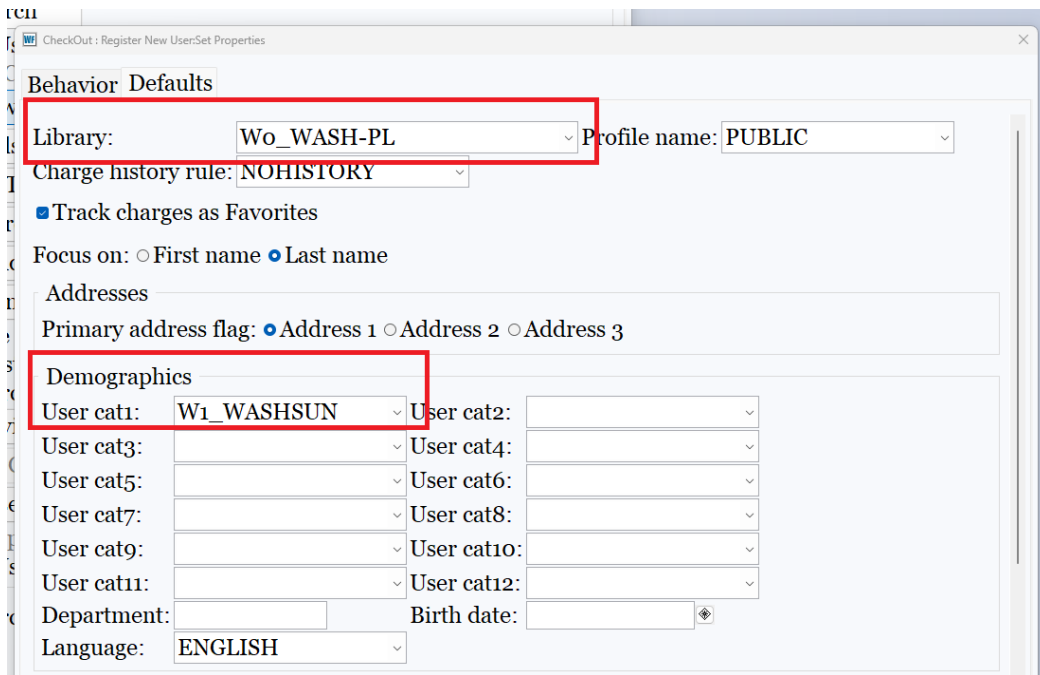 WF CheckOut : Register New User:Set Properties
Behavior Defaults
Library: W0_WASH-PL Profile name: PUBLIC
Charge history rule: NOHISTORY
Track charges as Favorites
Focus on: First name Last name
Addresses
Primary address flag: Address 1 Address 2 Address 3
Demographics
User cat1: W1_WASHSUN User cat2:
User cat3: User cat4:
User cat5: User cat6:
User cat7: User cat8:
User cat9: User cat10:
User cat11: User cat12:
Department: Birth date:
Language: ENGLISH